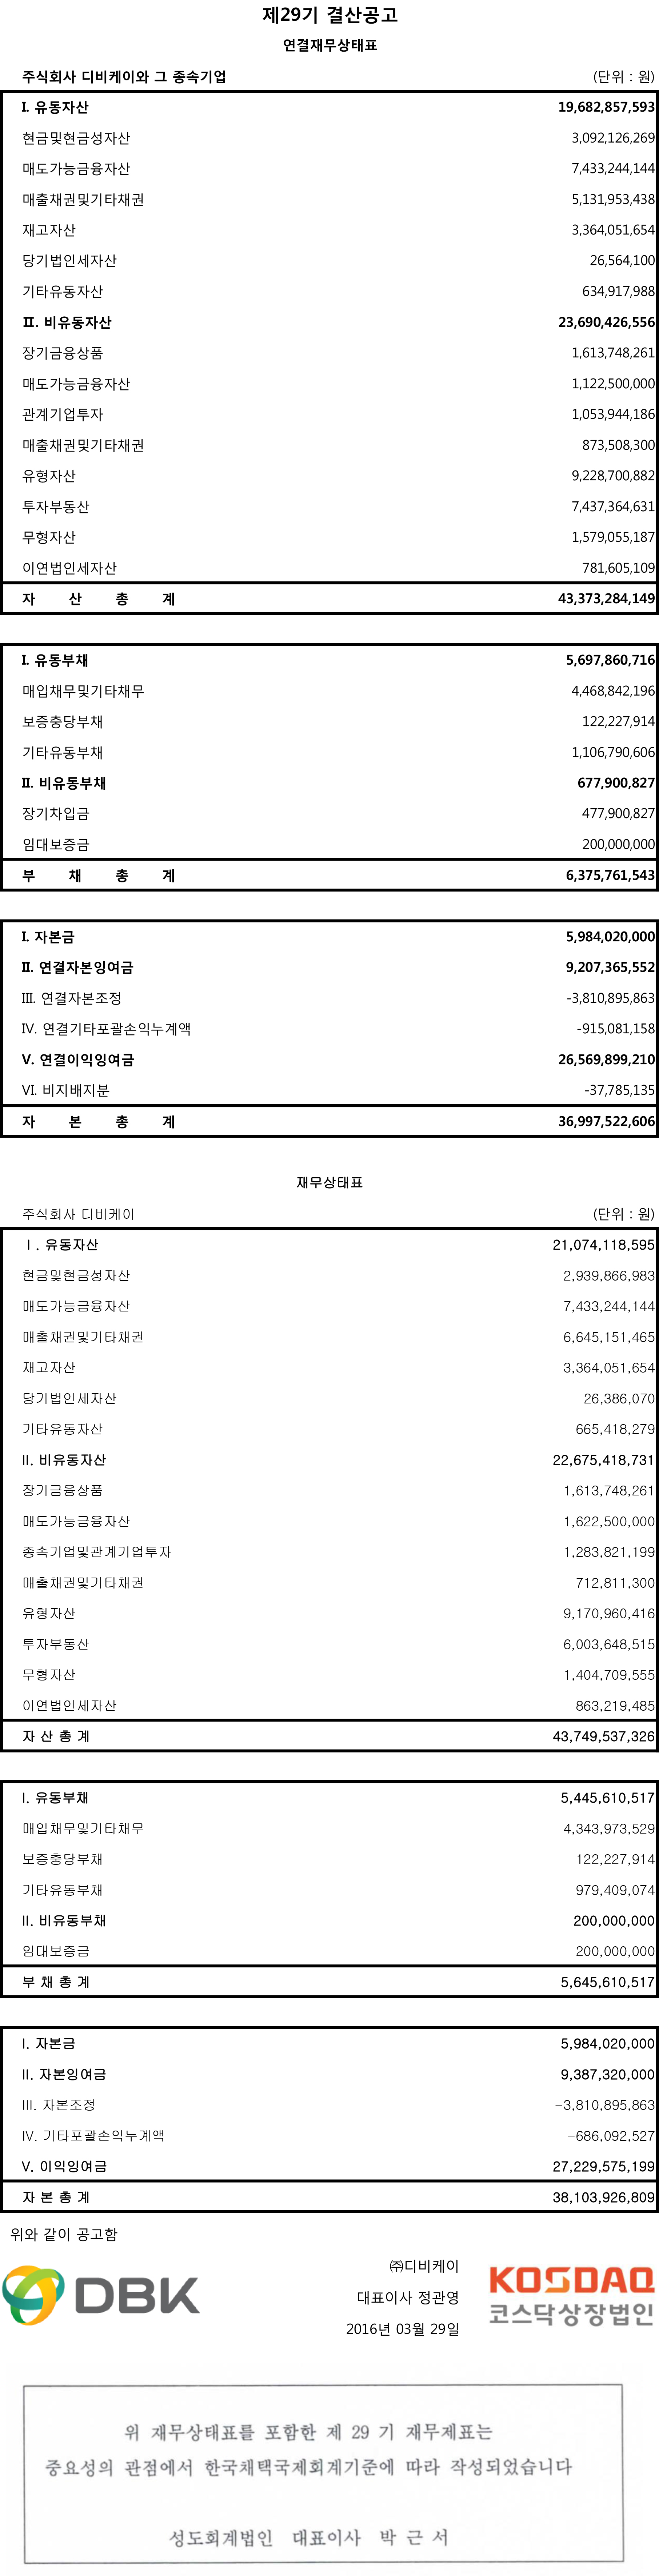 제29기 결산공고
연결재무상태표
주식회사 디비케이와 그 종속기업 (단위 : 원)
I. 유동자산 19,682,857,593
현금및현금성자산 3,092,126,269
매도가능금융자산 7,433,244,144
매출채권및기타채권 5,131,953,438
재고자산 3,364,051,654
당기법인세자산 26,564,100
기타유동자산 634,917,988
II. 비유동자산 23,690,426,556
장기금융상품 1,613,748,261
매도가능금융자산 1,122,500,000
관계기업투자 1,053,944,186
매출채권및기타채권 873,508,300
유형자산 9,228,700,882
투자부동산 7,437,364,631
무형자산 1,579,055,187
이연법인세자산 781,605,109
자 산 총 계 43,373,284,149
I. 유동부채 5,697,860,716
매입채무및기타채무 4,468,842,196
보증충당부채 122,227,914
기타유동부채 1,106,790,606
II. 비유동부채 677,900,827
장기차입금 477,900,827
임대보증금 200,000,000
부 채 총 계 6,375,761,543
I. 자본금 5,984,020,000
II. 연결자본잉여금 9,207,365,552
III. 연결자본조정 -3,810,895,863
IV. 연결기타포괄손익누계액 -915,081,158
V. 연결이익잉여금 26,569,899,210
VI. 비지배지분 -37,785,135
자 본 총 계 36,997,522,606
재무상태표
주식회사 디비케이 (단위 : 원)
Ⅰ. 유동자산 21,074,118,595
현금및현금성자산 2,939,866,983
매도가능금융자산 7,433,244,144
매출채권및기타채권 6,645,151,465
재고자산 3,364,051,654
당기법인세자산 26,386,070
기타유동자산 665,418,279
II. 비유동자산 22,675,418,731
장기금융상품 1,613,748,261
매도가능금융자산 1,622,500,000
종속기업및관계기업투자 1,283,821,199
매출채권및기타채권 712,811,300
유형자산 9,170,960,416
투자부동산 6,003,648,515
무형자산 1,404,709,555
이연법인세자산 863,219,485
자 산 총 계 43,749,537,326
I. 유동부채 5,445,610,517
매입채무및기타채무 4,343,973,529
보증충당부채 122,227,914
기타유동부채 979,409,074
II. 비유동부채 200,000,000
임대보증금 200,000,000
부 채 총 계 5,645,610,517
I. 자본금 5,984,020,000
II. 자본잉여금 9,387,320,000
III. 자본조정 -3,810,895,863
IV. 기타포괄손익누계액 -686,092,527
V. 이익잉여금 27,229,575,199
자 본 총 계 38,103,926,809
위와 같이 공고함
㈜디비케이
대표이사 정관영
2016년 03월 29일
DBK
KOSDAQ
코스닥상장법인
위 재무상태표를 포함한 제 29 기 재무제표는
중요성의 관점에서 한국채택국제회계기준에 따라 작성되었습니다
성도회계법인 대표이사 박 근 서